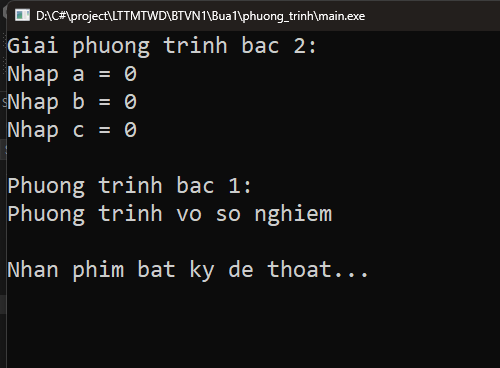 D:\C#\project\LTTMTWD\BTVN1\Bua1\phuong_trinh\main.exe
Giai phuong trinh bac 2:
Nhap a = 0
Nhap b = 0
Nhap c = 0
Phuong trinh bac 1:
Phuong trinh vo so nghiem
Nhan phim bat ky de thoat...